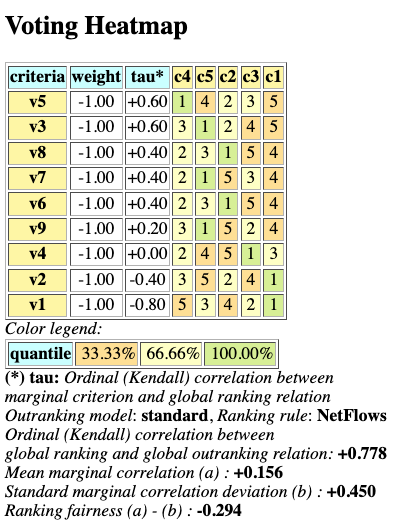 Voting Heatmap
criteria weight tau* c4 c5 c2 c3 c1
v5 -1.00 +0.60 1 4 2 3 5
v3 -1.00 +0.60 3 1 2 4 5
v8 -1.00 +0.40 2 3 1 5 4
v7 -1.00 +0.40 2 1 5 3 4
v6 -1.00 +0.40 2 3 1 5 4
v9 -1.00 +0.20 3 1 5 2 4
v4 -1.00 +0.00 2 4 5 1 3
v2 -1.00 -0.40 3 5 2 4 1
v1 -1.00 -0.80 5 3 4 2 1
Color legend:
quantile 33.33% 66.66% 100.00%
(*) tau: Ordinal (Kendall) correlation between
marginal criterion and global ranking relation
Outranking model: standard, Ranking rule: NetFlows
Ordinal (Kendall) correlation between
global ranking and global outranking relation: +0.778
Mean marginal correlation (a) : +0.156
Standard marginal correlation deviation (b) : +0.450
Ranking fairness (a) - (b) : -0.294